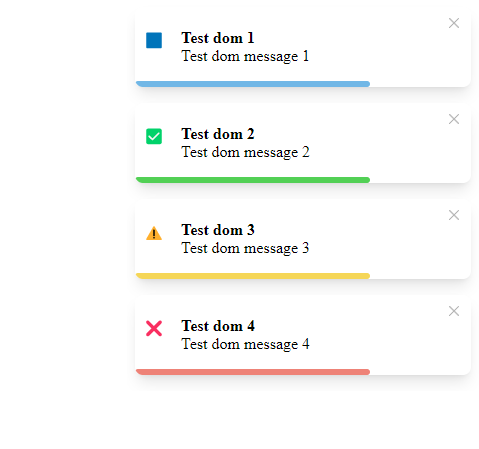 Test dom 1
Test dom message 1
Test dom 2
Test dom message 2
Test dom 3
Test dom message 3
Test dom 4
Test dom message 4